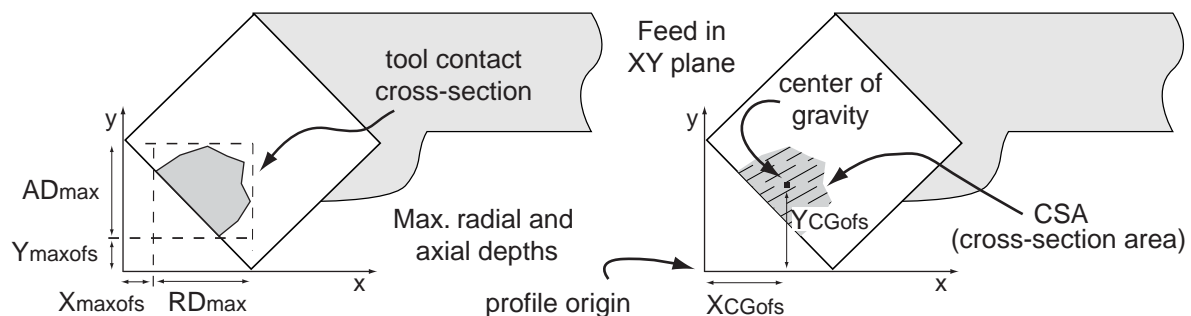 tool contact
cross-section
y
ADmax
Ymaxofs
Max. radial and
axial depths
x
Xmaxofs
RDmax
Feed in
XY plane
center of
gravity
y
YCGofs
CSA
(cross-section area)
profile origin
x
XCGofs